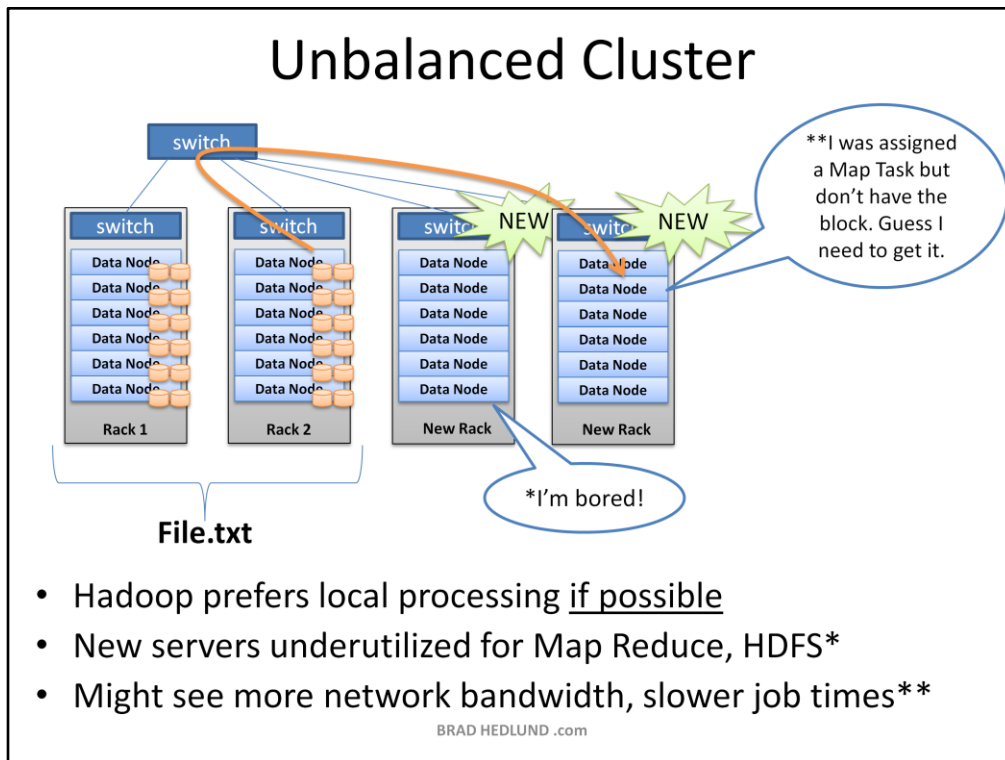 Unbalanced Cluster
switch
**I was assigned
a Map Task but
don't have the
block. Guess I
need to get it.
switch
switch
switch
NEW
switch
NEW
Data Node
Data Node
Data Node
Data Node
Data Node
Data Node
Rack 1
Data Node
Data Node
Data Node
Data Node
Data Node
Data Node
Rack 2
Data Node
Data Node
Data Node
Data Node
Data Node
Data Node
New Rack
Data Node
Data Node
Data Node
Data Node
Data Node
Data Node
New Rack
*I'm bored!
File.txt
• Hadoop prefers local processing if possible
• New servers underutilized for Map Reduce, HDFS*
• Might see more network bandwidth, slower job times**
BRAD HEDLUND .com